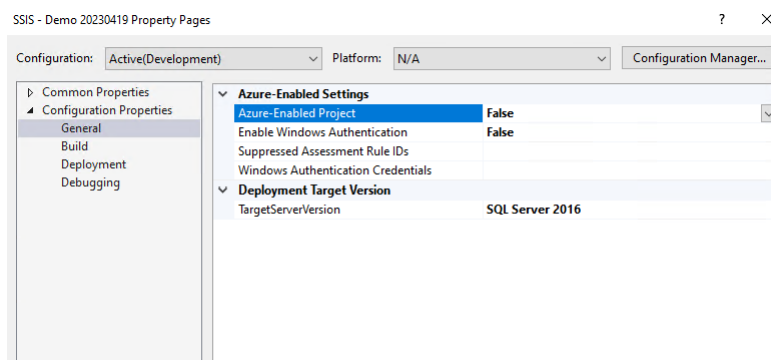 SSIS - Demo 20230419 Property Pages
Configuration: Active(Development) Platform: N/A Configuration Manager...
Common Properties
Configuration Properties
General
Build
Deployment
Debugging
Azure-Enabled Settings
Azure-Enabled Project False
Enable Windows Authentication False
Suppressed Assessment Rule IDs
Windows Authentication Credentials
Deployment Target Version
TargetServerVersion SQL Server 2016